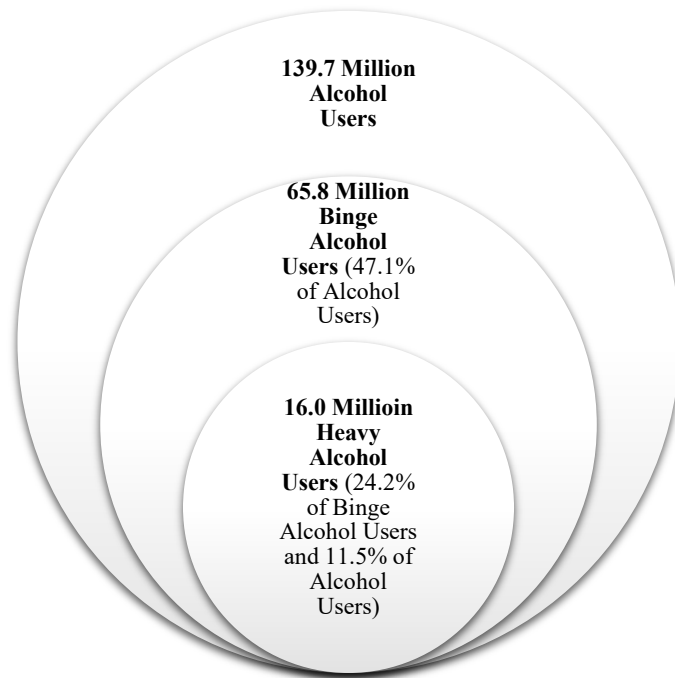 139.7 Million
Alcohol
Users
65.8 Million
Binge
Alcohol
Users (47.1%
of Alcohol
Users)
16.0 Millioin
Heavy
Alcohol
Users (24.2%
of Binge
Alcohol Users
and 11.5% of
Alcohol
Users)